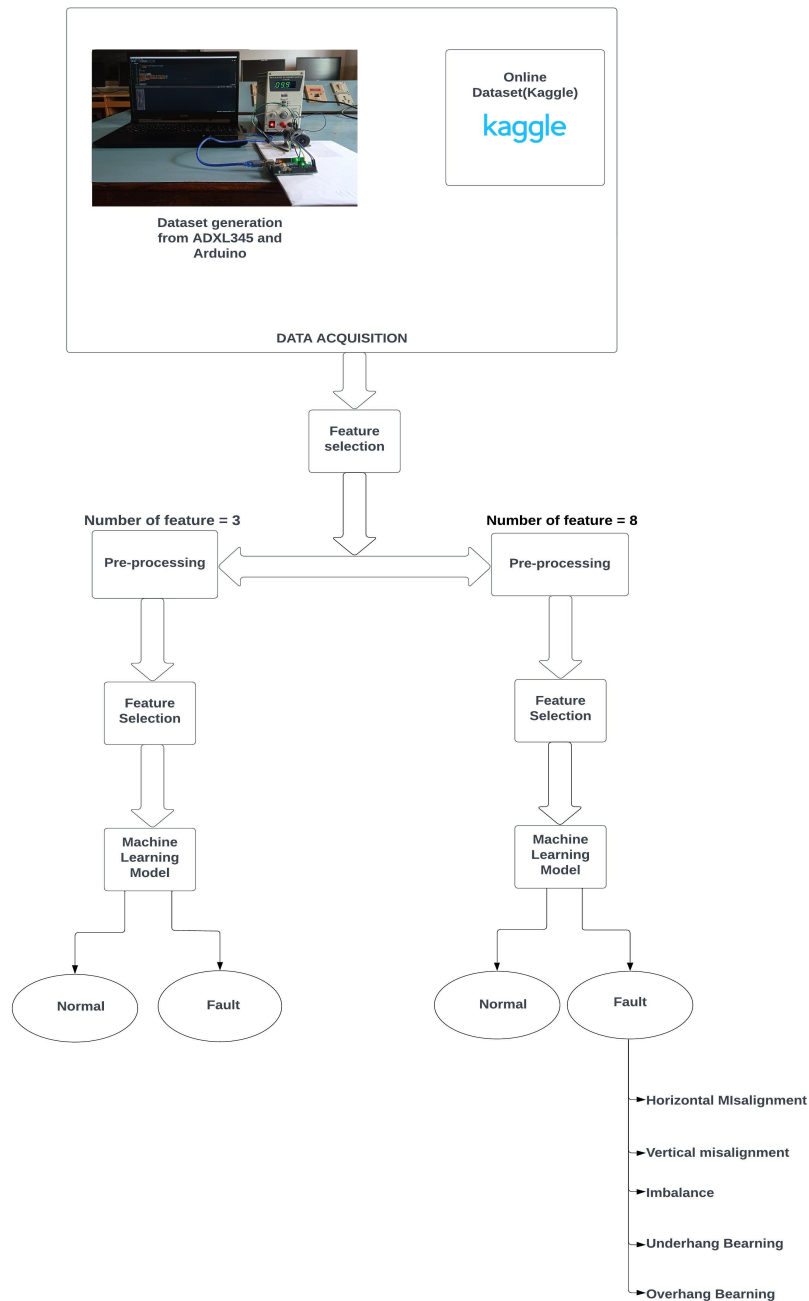 Online
Dataset(Kaggle)
kaggle
Dataset generation
from ADXL345 and
Arduino
DATA ACQUISITION
Feature
selection
Number of feature = 3
Number of feature = 8
Pre-processing
Pre-processing
Feature
Selection
Feature
Selection
Machine
Learning
Model
Machine
Learning
Model
Normal
Fault
Normal
Fault
Horizontal MIsalignment
Vertical misalignment
Imbalance
Underhang Bearning
Overhang Bearning